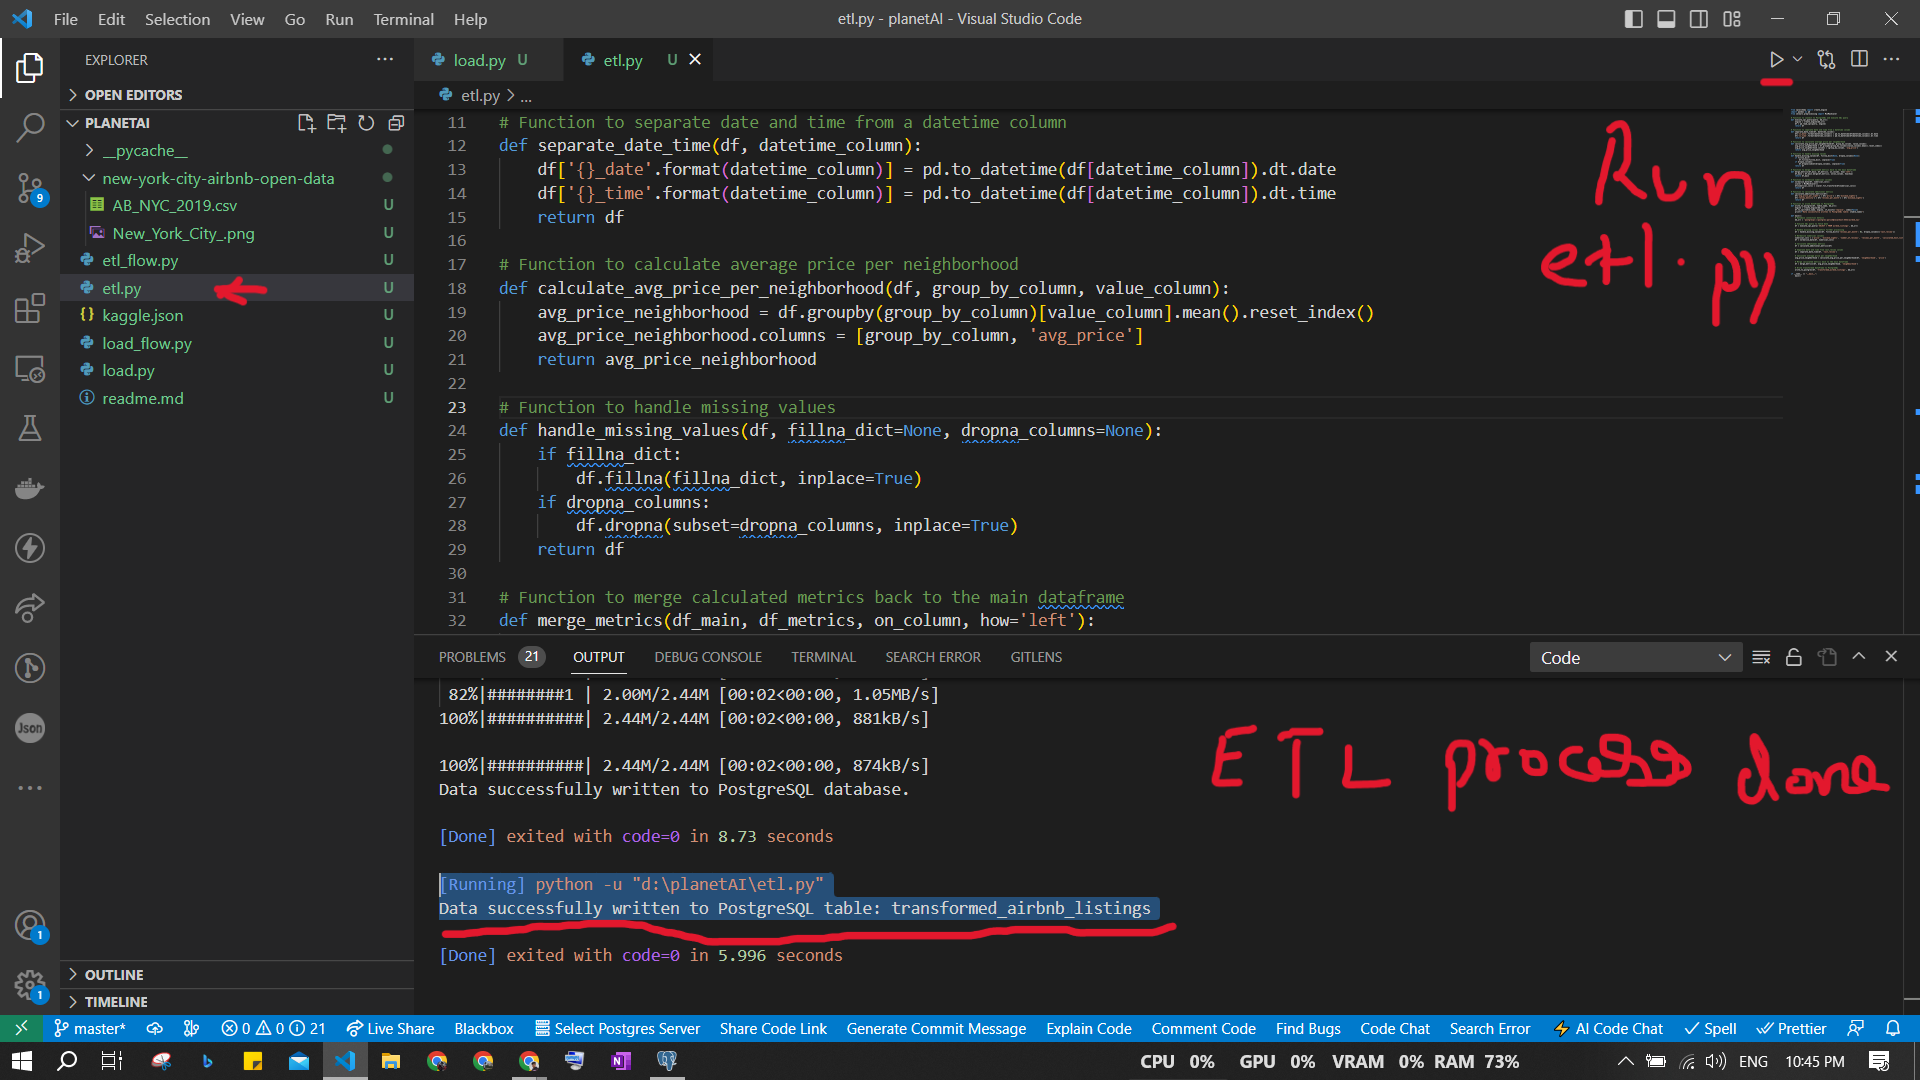 File Edit Selection View Go Run Terminal Help
etl.py - planetAI - Visual Studio Code
EXPLORER
OPEN EDITORS
PLANETAI
__pycache__
new-york-city-airbnb-open-data
AB_NYC_2019.csv U
New_York_City_.png U
etl_flow.py U
etl.py U
kaggle.json U
load_flow.py U
load.py U
readme.md U
OUTLINE
TIMELINE
9
Json
1
1
load.py U
etl.py U
etl.py > ...
11 # Function to separate date and time from a datetime column
12 def separate_date_time(df, datetime_column):
13 df['{}_date'.format(datetime_column)] = pd.to_datetime(df[datetime_column]).dt.date
14 df['{}_time'.format(datetime_column)] = pd.to_datetime(df[datetime_column]).dt.time
15 return df
16
17 # Function to calculate average price per neighborhood
18 def calculate_avg_price_per_neighborhood(df, group_by_column, value_column):
19 avg_price_neighborhood = df.groupby(group_by_column)[value_column].mean().reset_index()
20 avg_price_neighborhood.columns = [group_by_column, 'avg_price']
21 return avg_price_neighborhood
22
23 # Function to handle missing values
24 def handle_missing_values(df, fillna_dict=None, dropna_columns=None):
25 if fillna_dict:
26 df.fillna(fillna_dict, inplace=True)
27 if dropna_columns:
28 df.dropna(subset=dropna_columns, inplace=True)
29 return df
30
31 # Function to merge calculated metrics back to the main dataframe
32 def merge_metrics(df_main, df_metrics, on_column, how='left'):
Run
etl.py
PROBLEMS 21 OUTPUT DEBUG CONSOLE TERMINAL SEARCH ERROR GITLENS
Code
82%|########1 | 2.00M/2.44M [00:02<00:00, 1.05MB/s]
100%|##########| 2.44M/2.44M [00:02<00:00, 881kB/s]
100%|##########| 2.44M/2.44M [00:02<00:00, 874kB/s]
Data successfully written to PostgreSQL database.
[Done] exited with code=0 in 8.73 seconds
[Running] python -u "d:\planetAI\etl.py"
Data successfully written to PostgreSQL table: transformed_airbnb_listings
[Done] exited with code=0 in 5.996 seconds
ETL process done
master* 0 0 21 Live Share Blackbox Select Postgres Server Share Code Link Generate Commit Message Explain Code Comment Code Find Bugs Code Chat Search Error AI Code Chat Spell Prettier
CPU 0% GPU 0% VRAM 0% RAM 73% ENG 10:45 PM